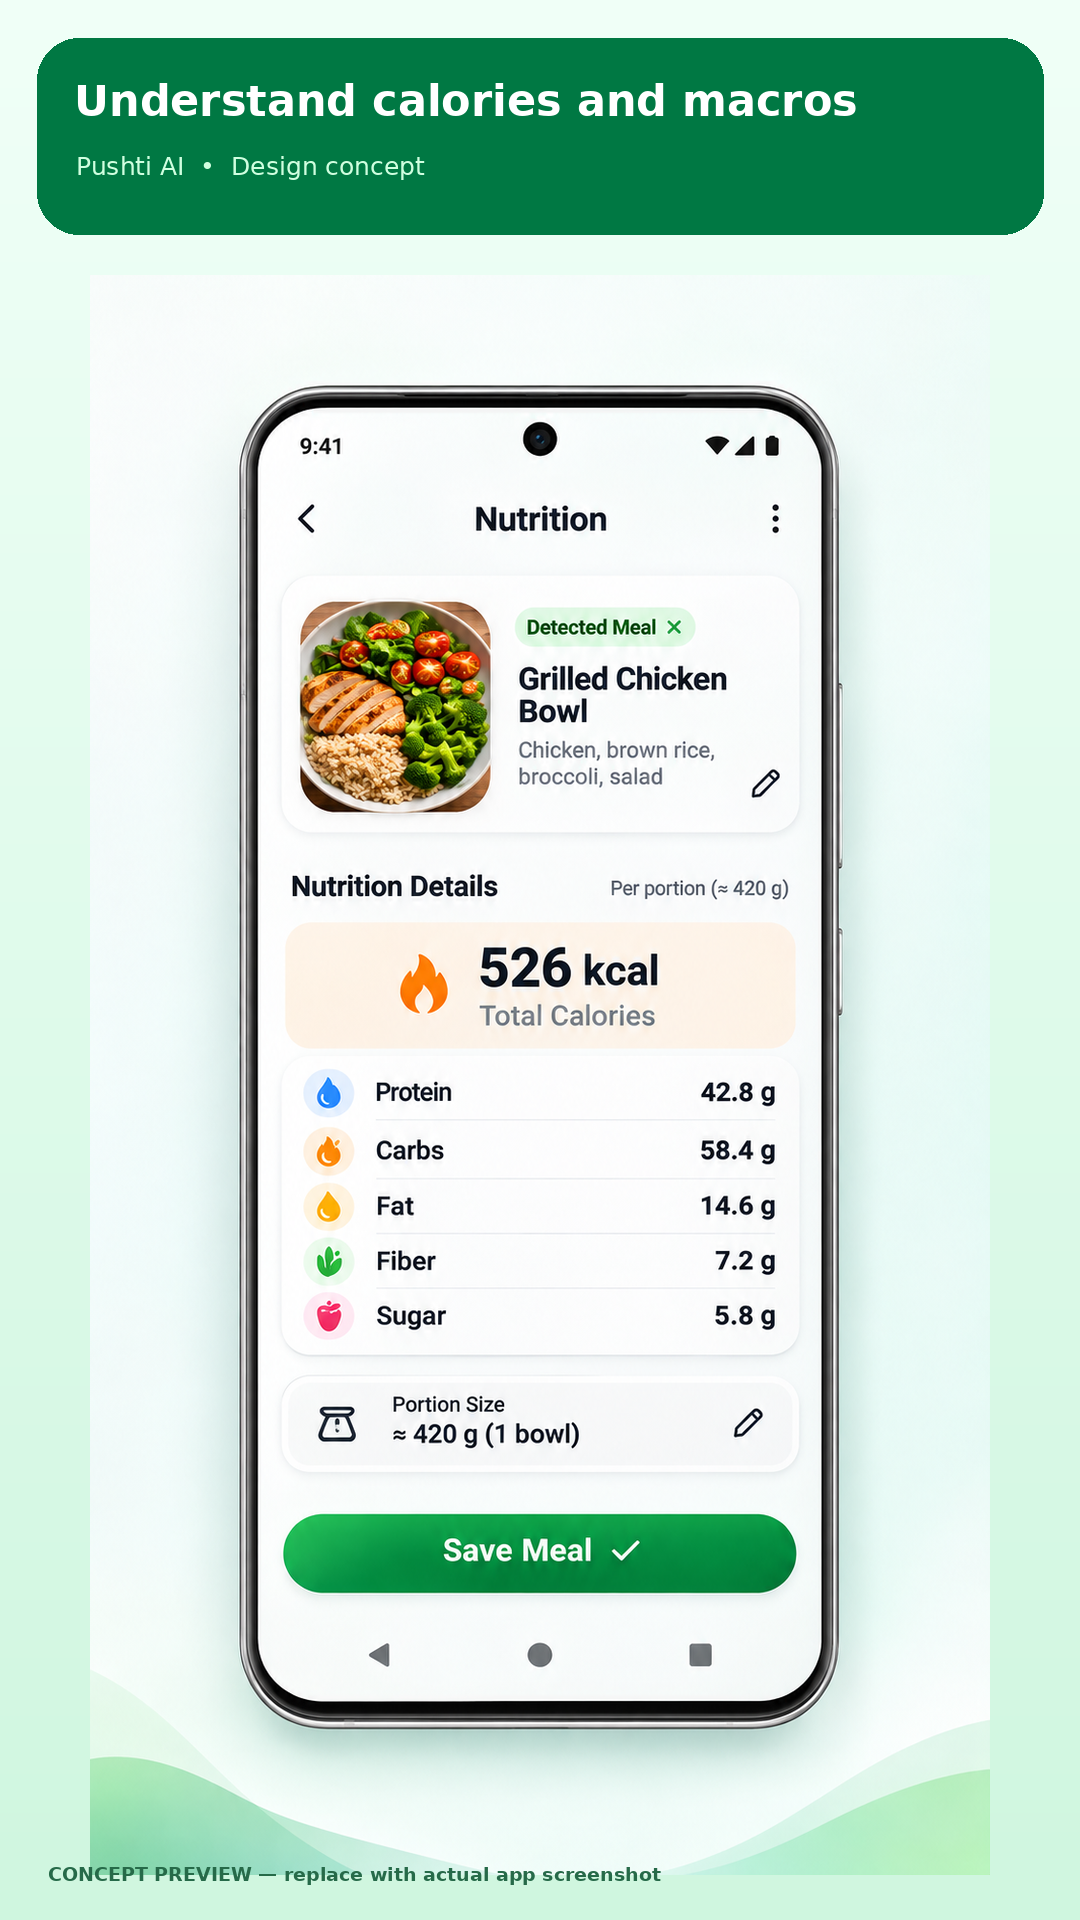 Understand calories and macros
Pushti AI • Design concept
9:41
Nutrition
Detected Meal ×
Grilled Chicken
Bowl
Chicken, brown rice,
broccoli, salad
Nutrition Details
Per portion (≈ 420 g)
526 kcal
Total Calories
Protein 42.8 g
Carbs 58.4 g
Fat 14.6 g
Fiber 7.2 g
Sugar 5.8 g
Portion Size
≈ 420 g (1 bowl)
Save Meal ✓
CONCEPT PREVIEW — replace with actual app screenshot